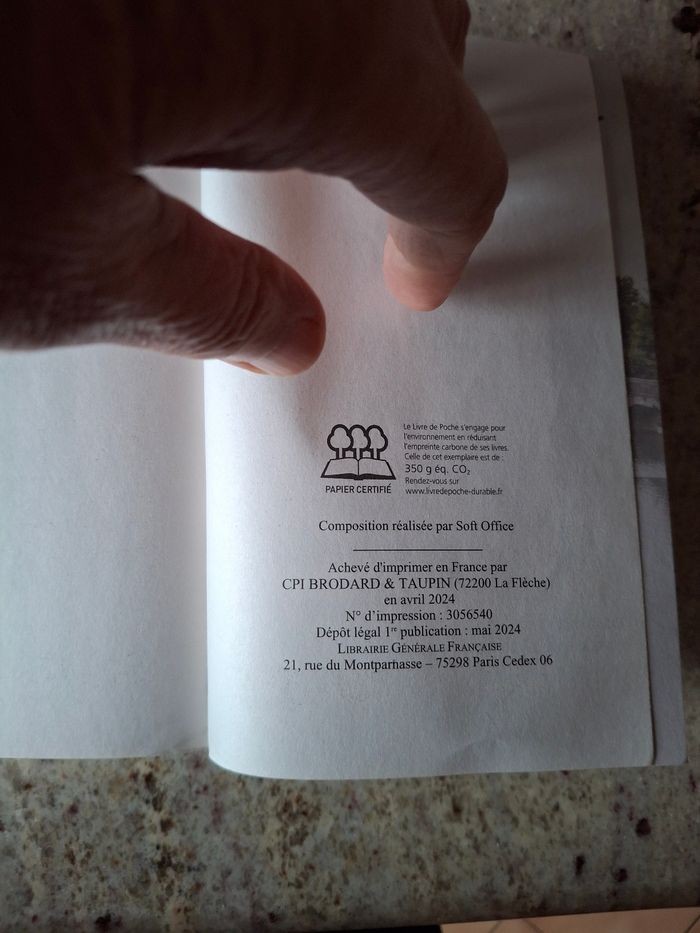 Le Livre de Poche s'engage pour
l'environnement en réduisant
l'empreinte carbone de ses livres.
Celle de cet exemplaire est de :
350 g éq. CO₂
Rendez-vous sur
www.livredepoche-durable.fr
PAPIER CERTIFIÉ
Composition réalisée par Soft Office
Achevé d'imprimer en France par
CPI BRODARD & TAUPIN (72200 La Flèche)
en avril 2024
N° d'impression : 3056540
Dépôt légal 1re publication : mai 2024
LIBRAIRIE GÉNÉRALE FRANÇAISE
21, rue du Montparnasse – 75298 Paris Cedex 06